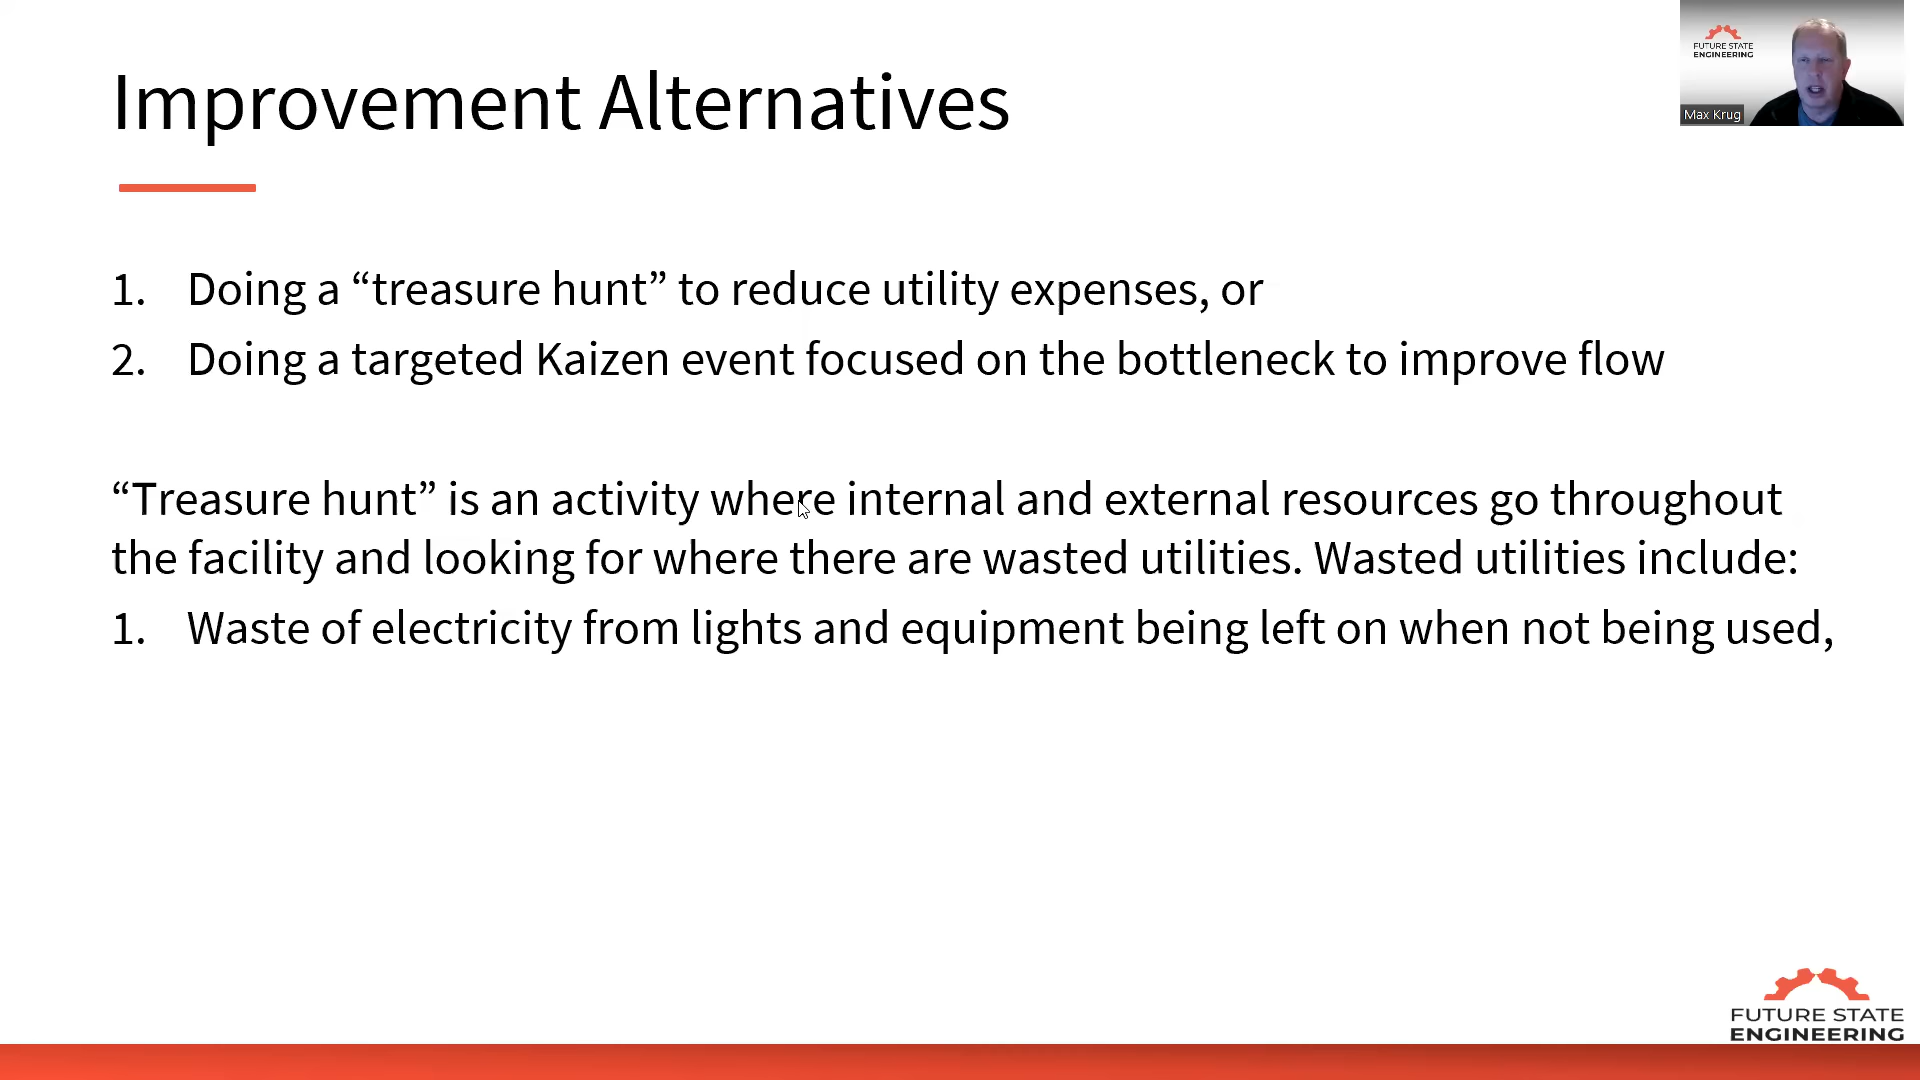 Improvement Alternatives
FUTURE STATE
ENGINEERING
Max Krug
1. Doing a “treasure hunt” to reduce utility expenses, or
2. Doing a targeted Kaizen event focused on the bottleneck to improve flow
“Treasure hunt” is an activity where internal and external resources go throughout
the facility and looking for where there are wasted utilities. Wasted utilities include:
1. Waste of electricity from lights and equipment being left on when not being used,
FUTURE STATE
ENGINEERING